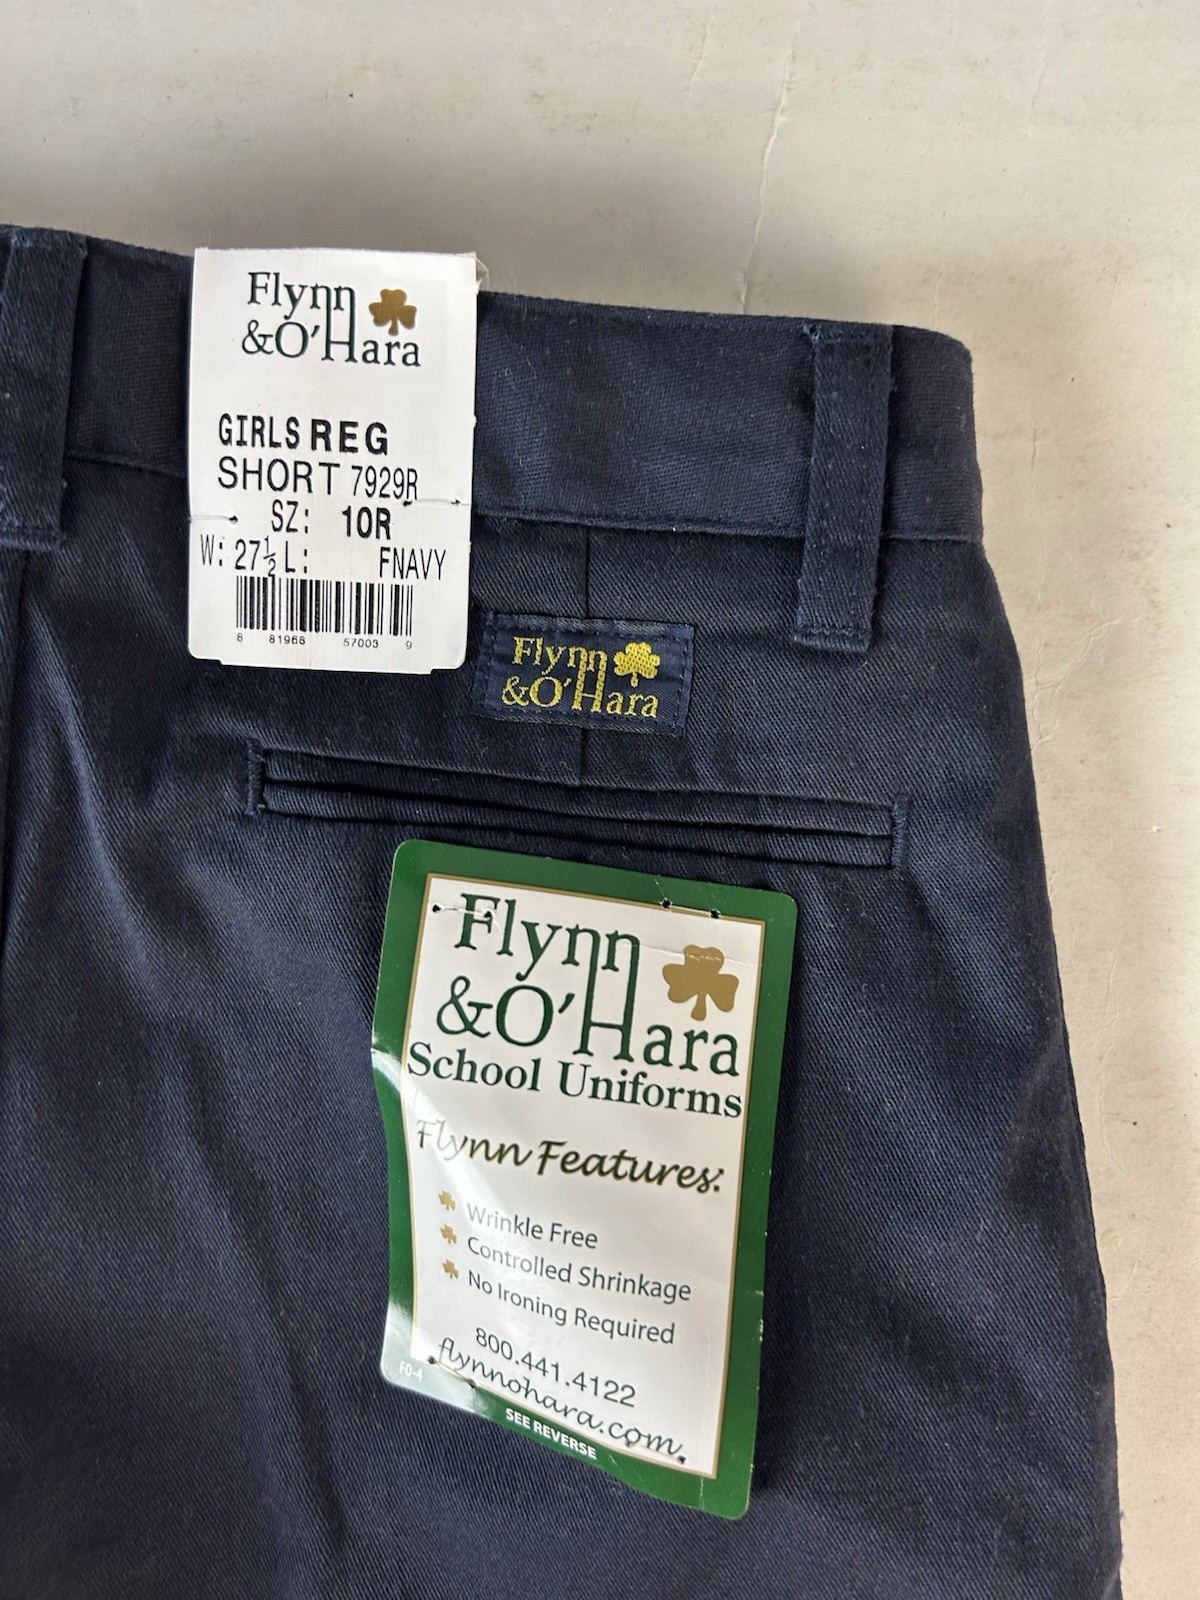 Flynn
&O'Hara
GIRLS REG
SHORT 7929R
SZ: 10R
W: 27½ L: FNAVY
8 81968 57003 9
Flynn
&O'Hara
Flynn
&O'Hara
School Uniforms
Flynn Features:
Wrinkle Free
Controlled Shrinkage
No Ironing Required
800.441.4122
flynnohara.com
FO-4
SEE REVERSE